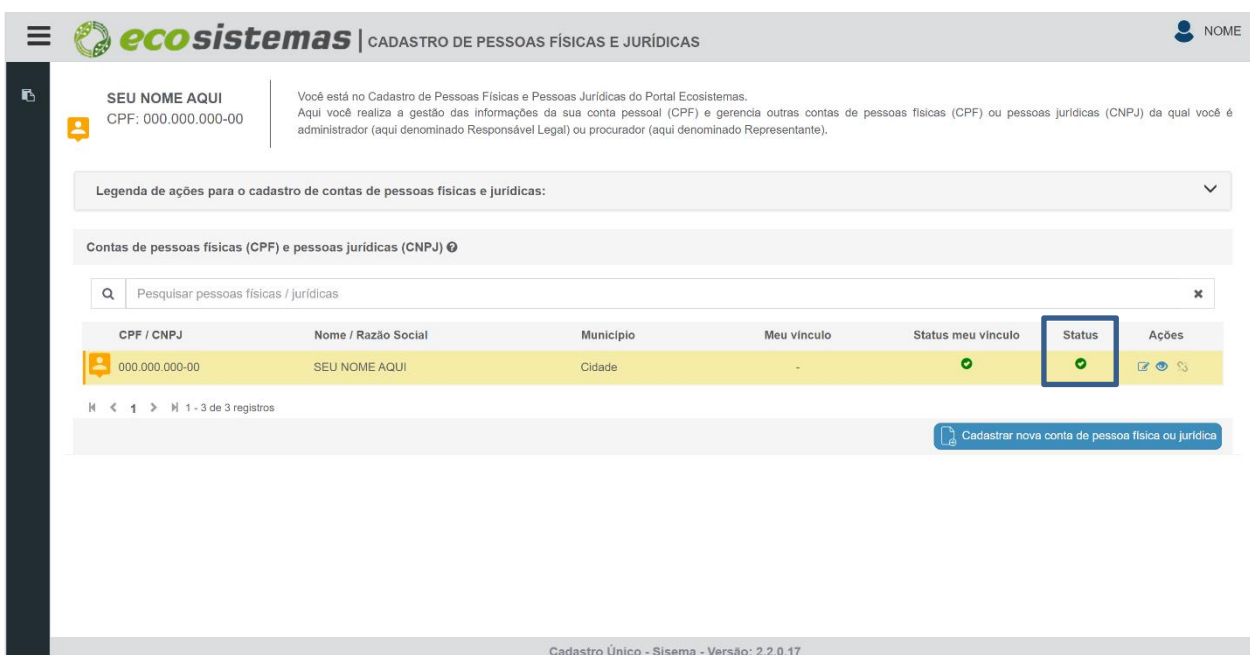 ecosistemas | CADASTRO DE PESSOAS FÍSICAS E JURÍDICAS
NOME
SEU NOME AQUI
CPF: 000.000.000-00
Você está no Cadastro de Pessoas Físicas e Pessoas Jurídicas do Portal Ecosistemas.
Aqui você realiza a gestão das informações da sua conta pessoal (CPF) e gerencia outras contas de pessoas físicas (CPF) ou pessoas jurídicas (CNPJ) da qual você é
administrador (aqui denominado Responsável Legal) ou procurador (aqui denominado Representante).
Legenda de ações para o cadastro de contas de pessoas físicas e jurídicas:
Contas de pessoas físicas (CPF) e pessoas jurídicas (CNPJ)
Pesquisar pessoas físicas / jurídicas
CPF / CNPJ Nome / Razão Social Município Meu vínculo Status meu vínculo Status Ações
000.000.000-00 SEU NOME AQUI Cidade -
1 1 - 3 de 3 registros
Cadastrar nova conta de pessoa física ou jurídica
Cadastro Único - Sisema - Versão: 2.2.0.17